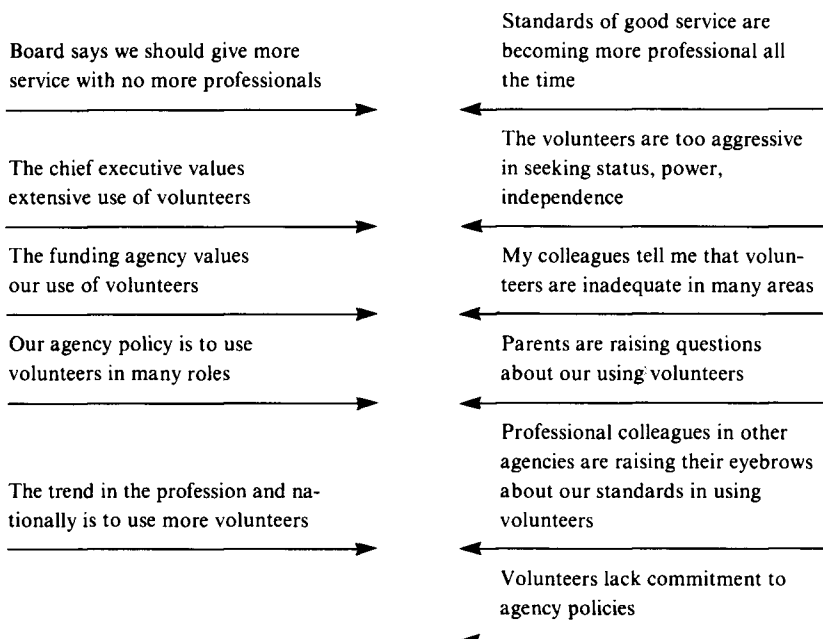 Board says we should give more
service with no more professionals
Standards of good service are
becoming more professional all
the time
The chief executive values
extensive use of volunteers
The volunteers are too aggressive
in seeking status, power,
independence
The funding agency values
our use of volunteers
My colleagues tell me that volun-
teers are inadequate in many areas
Our agency policy is to use
volunteers in many roles
Parents are raising questions
about our using volunteers
The trend in the profession and na-
tionally is to use more volunteers
Professional colleagues in other
agencies are raising their eyebrows
about our standards in using
volunteers
Volunteers lack commitment to
agency policies